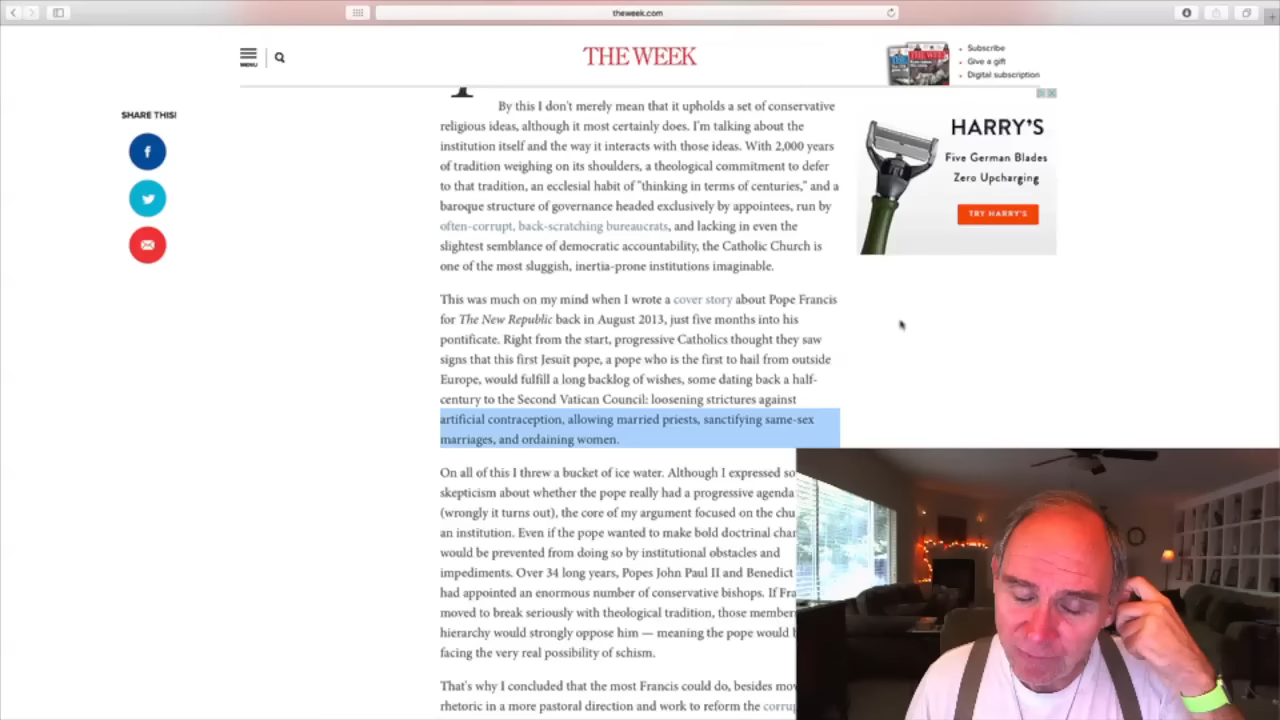 theweek.com
MENU
THE WEEK
Subscribe
Give a gift
Digital subscription
SHARE THIS!
By this I don't merely mean that it upholds a set of conservative
religious ideas, although it most certainly does. I'm talking about the
institution itself and the way it interacts with those ideas. With 2,000 years
of tradition weighing on its shoulders, a theological commitment to defer
to that tradition, an ecclesial habit of "thinking in terms of centuries," and a
baroque structure of governance headed exclusively by appointees, run by
often-corrupt, back-scratching bureaucrats, and lacking in even the
slightest semblance of democratic accountability, the Catholic Church is
one of the most sluggish, inertia-prone institutions imaginable.
This was much on my mind when I wrote a cover story about Pope Francis
for The New Republic back in August 2013, just five months into his
pontificate. Right from the start, progressive Catholics thought they saw
signs that this first Jesuit pope, a pope who is the first to hail from outside
Europe, would fulfill a long backlog of wishes, some dating back a half-
century to the Second Vatican Council: loosening strictures against
artificial contraception, allowing married priests, sanctifying same-sex
marriages, and ordaining women.
On all of this I threw a bucket of ice water. Although I expressed so
skepticism about whether the pope really had a progressive agenda
(wrongly it turns out), the core of my argument focused on the chu
an institution. Even if the pope wanted to make bold doctrinal chan
would be prevented from doing so by institutional obstacles and
impediments. Over 34 long years, Popes John Paul II and Benedict
had appointed an enormous number of conservative bishops. If Fra
moved to break seriously with theological tradition, those member
hierarchy would strongly oppose him — meaning the pope would b
facing the very real possibility of schism.
That's why I concluded that the most Francis could do, besides mov
rhetoric in a more pastoral direction and work to reform the corrup
HARRY'S
Five German Blades
Zero Upcharging
TRY HARRY'S